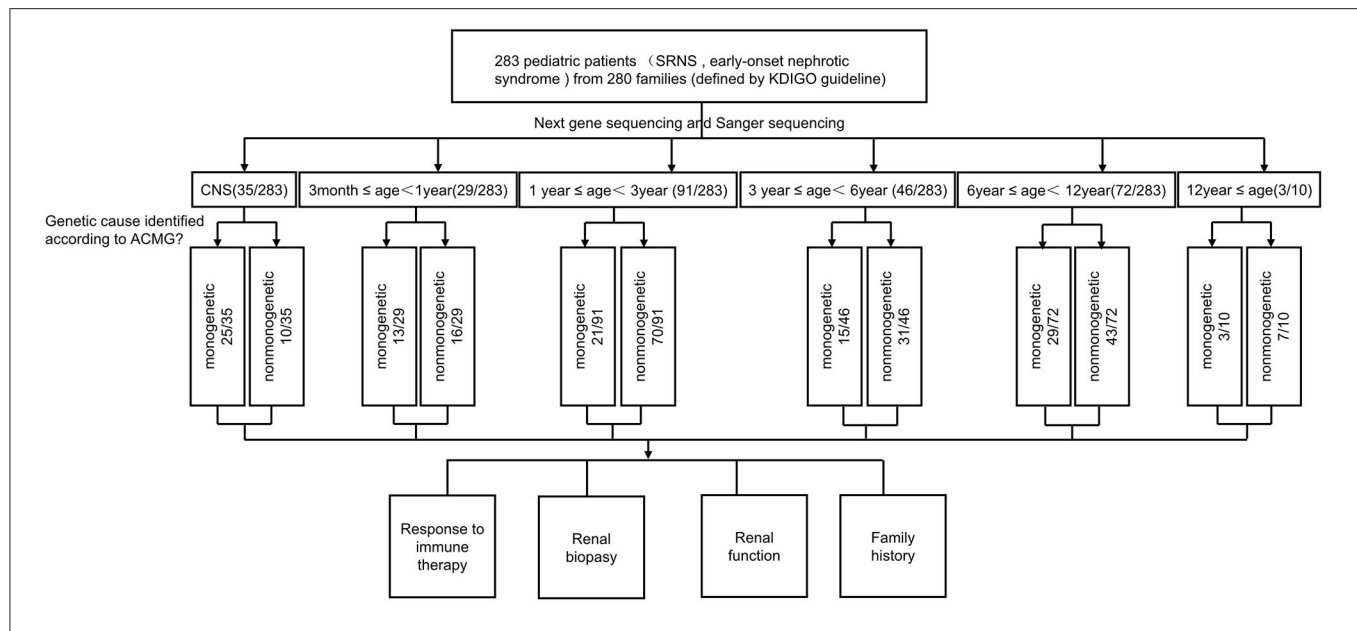 283 pediatric patients （SRNS , early-onset nephrotic
syndrome ) from 280 families (defined by KDIGO guideline)
Next gene sequencing and Sanger sequencing
CNS(35/283)
3month ≤ age＜1year(29/283)
1 year ≤ age＜ 3year (91/283)
3 year ≤ age＜ 6year (46/283)
6year ≤ age＜ 12year(72/283)
12year ≤ age(3/10)
Genetic cause identified
according to ACMG?
monogenetic
25/35
nonmonogenetic
10/35
monogenetic
13/29
nonmonogenetic
16/29
monogenetic
21/91
nonmonogenetic
70/91
monogenetic
15/46
nonmonogenetic
31/46
monogenetic
29/72
nonmonogenetic
43/72
monogenetic
3/10
nonmonogenetic
7/10
Response to
immune
therapy
Renal
biopasy
Renal
function
Family
history